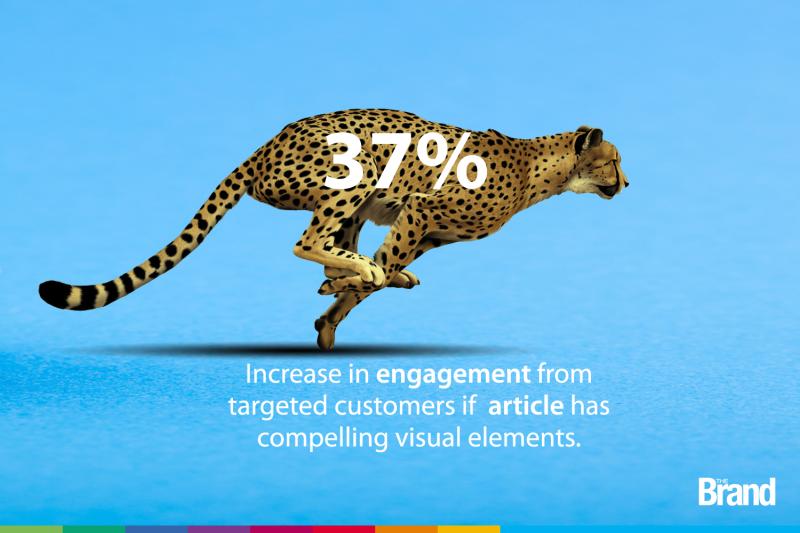 37%
Increase in engagement from
targeted customers if article has
compelling visual elements.
THE
Brand